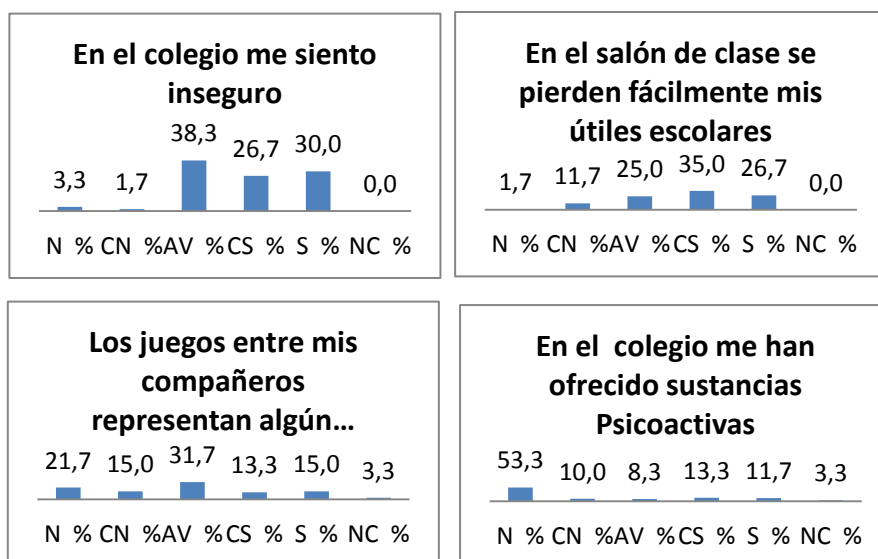 En el colegio me siento
inseguro
38,3
26,7 30,0
3,3 1,7 0,0
N % CN %AV %CS % S % NC %
En el salón de clase se
pierden fácilmente mis
útiles escolares
1,7 11,7 25,0 35,0 26,7 0,0
N % CN %AV %CS % S % NC %
Los juegos entre mis
compañeros
representan algún...
21,7 15,0 31,7 13,3 15,0 3,3
N % CN %AV %CS % S % NC %
En el colegio me han
ofrecido sustancias
Psicoactivas
53,3 10,0 8,3 13,3 11,7 3,3
N % CN %AV %CS % S % NC %